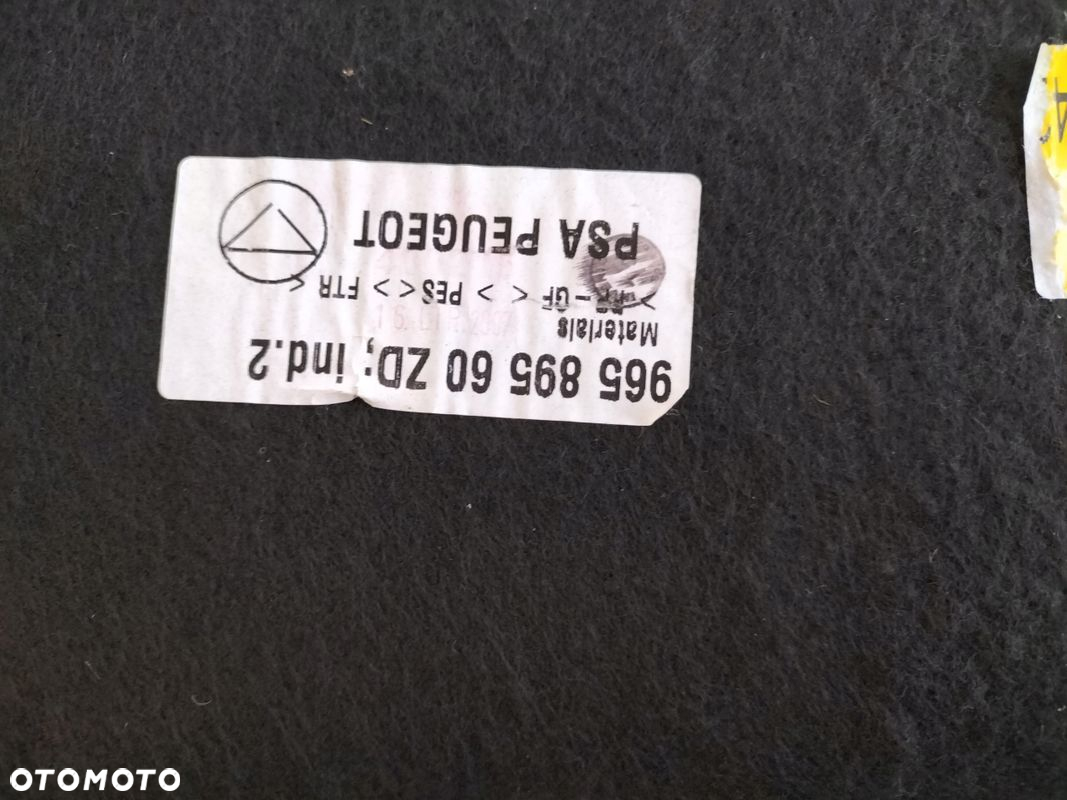 965 895 60 ZD; ind.2
Materials
> PES < > FTR <
PSA PEUGEOT
OTOMOTO